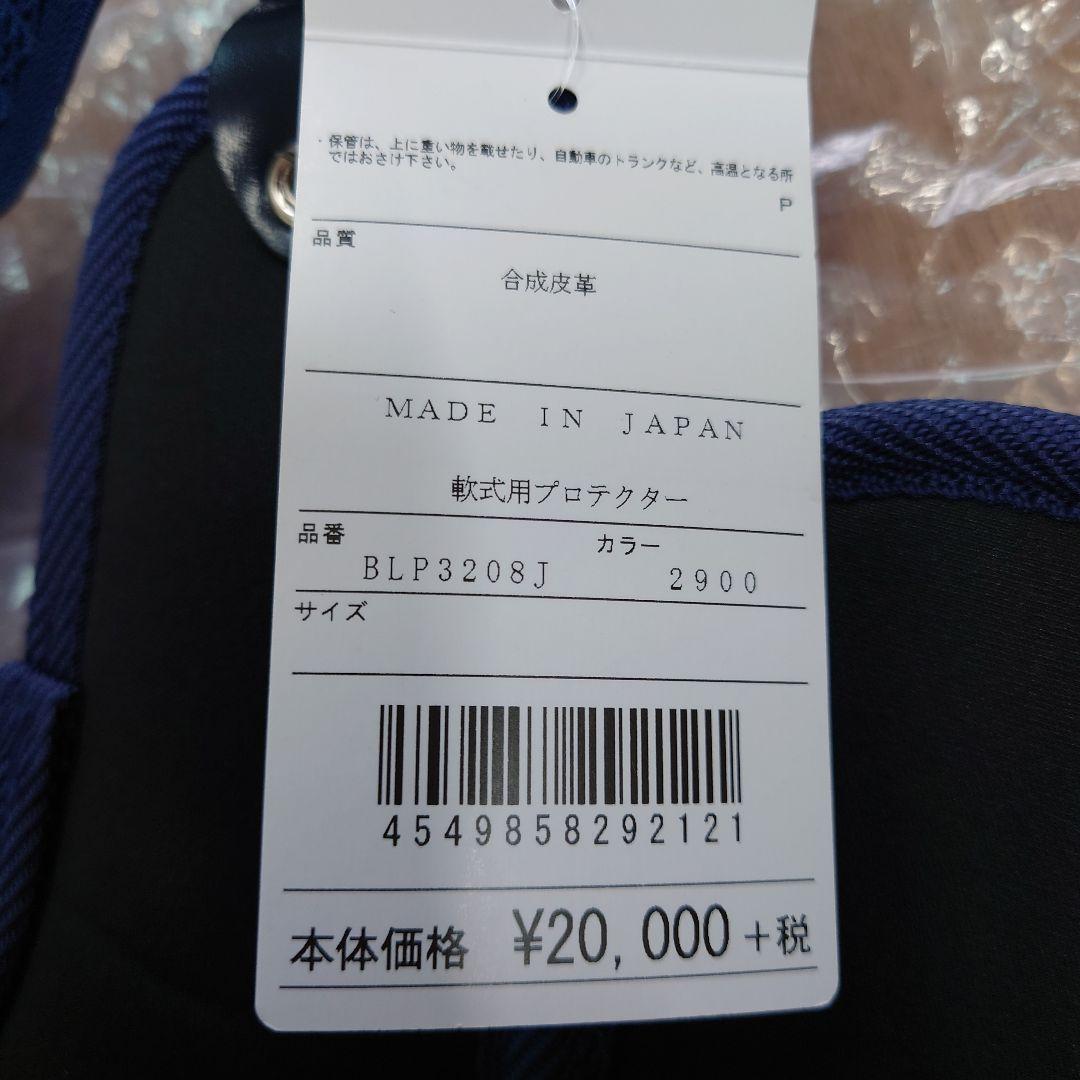 ・保管は、上に重い物を載せたり、自動車のトランクなど、高温となる所
ではおさけ下さい。
P
品質
合成皮革
MADE IN JAPAN
軟式用プロテクター
品番 カラー
BLP3208J 2900
サイズ
4549858292121
本体価格 ¥20,000+税